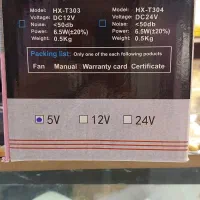 Model: HX-T303 Model: HX-T304
Voltage: DC12V Voltage: DC24V
Noise: <50db Noise: <50db
Power: 6.5W(±20%) Power: 6.5W(±20%)
Weight: 0.5Kg Weight: 0.5Kg
Packing list: Only one of the each of following products
Fan Manual Warranty card Certificate
5V 12V 24V